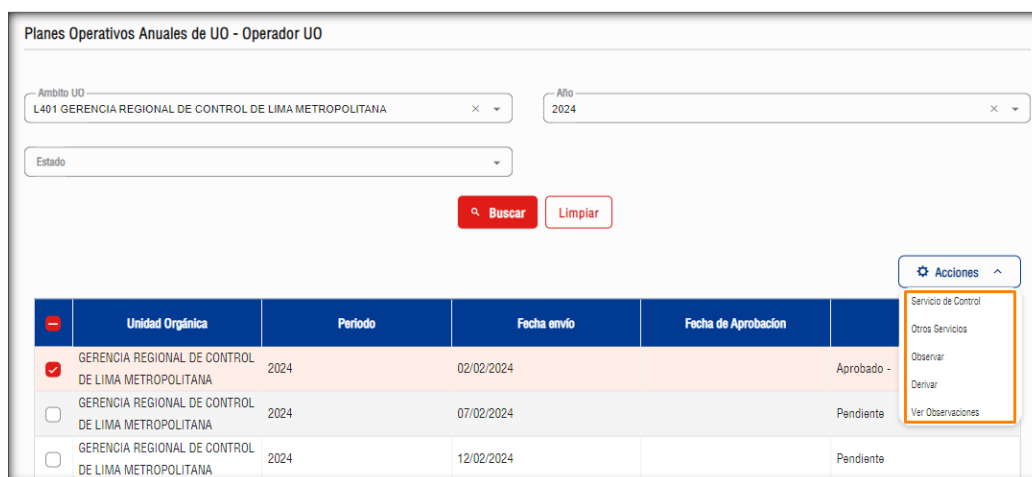 Planes Operativos Anuales de UO - Operador UO
Ambito UO
L401 GERENCIA REGIONAL DE CONTROL DE LIMA METROPOLITANA
Año
2024
Estado
Buscar
Limpiar
Acciones
Servicio de Control
Otros Servicios
Observar
Derivar
Ver Observaciones
Unidad Orgánica Periodo Fecha envío Fecha de Aprobacíon
GERENCIA REGIONAL DE CONTROL
DE LIMA METROPOLITANA
2024 02/02/2024 Aprobado -
GERENCIA REGIONAL DE CONTROL
DE LIMA METROPOLITANA
2024 07/02/2024 Pendiente
GERENCIA REGIONAL DE CONTROL
DE LIMA METROPOLITANA
2024 12/02/2024 Pendiente